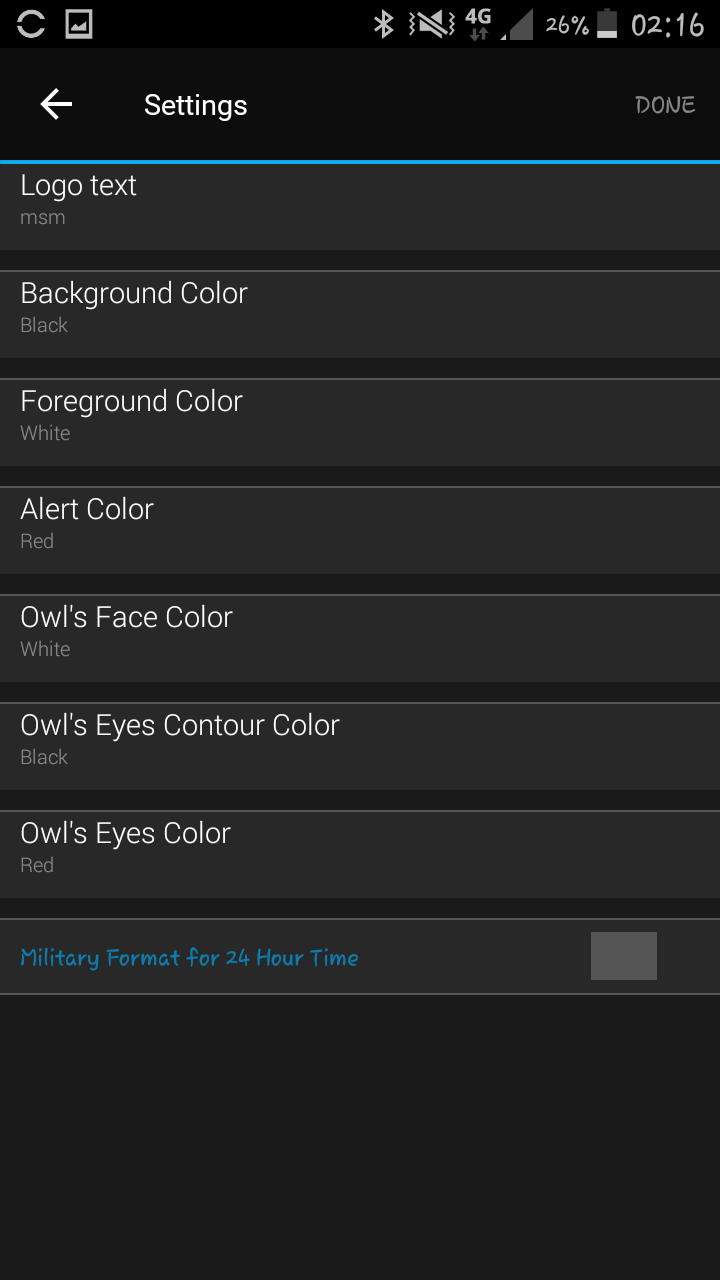 4G 26% 02:16
Settings DONE
Logo text
msm
Background Color
Black
Foreground Color
White
Alert Color
Red
Owl's Face Color
White
Owl's Eyes Contour Color
Black
Owl's Eyes Color
Red
Military Format for 24 Hour Time